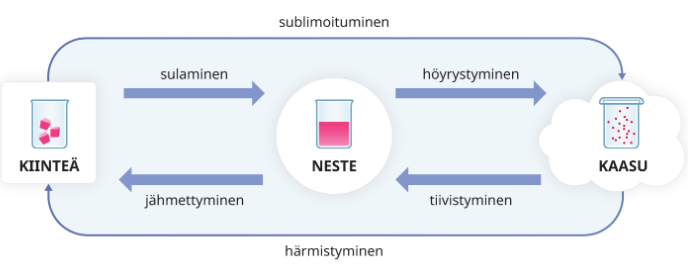 sublimoituminen
sulaminen
höyrystyminen
KIINTEÄ
NESTE
KAASU
jähmettyminen
tiivistyminen
härmistyminen